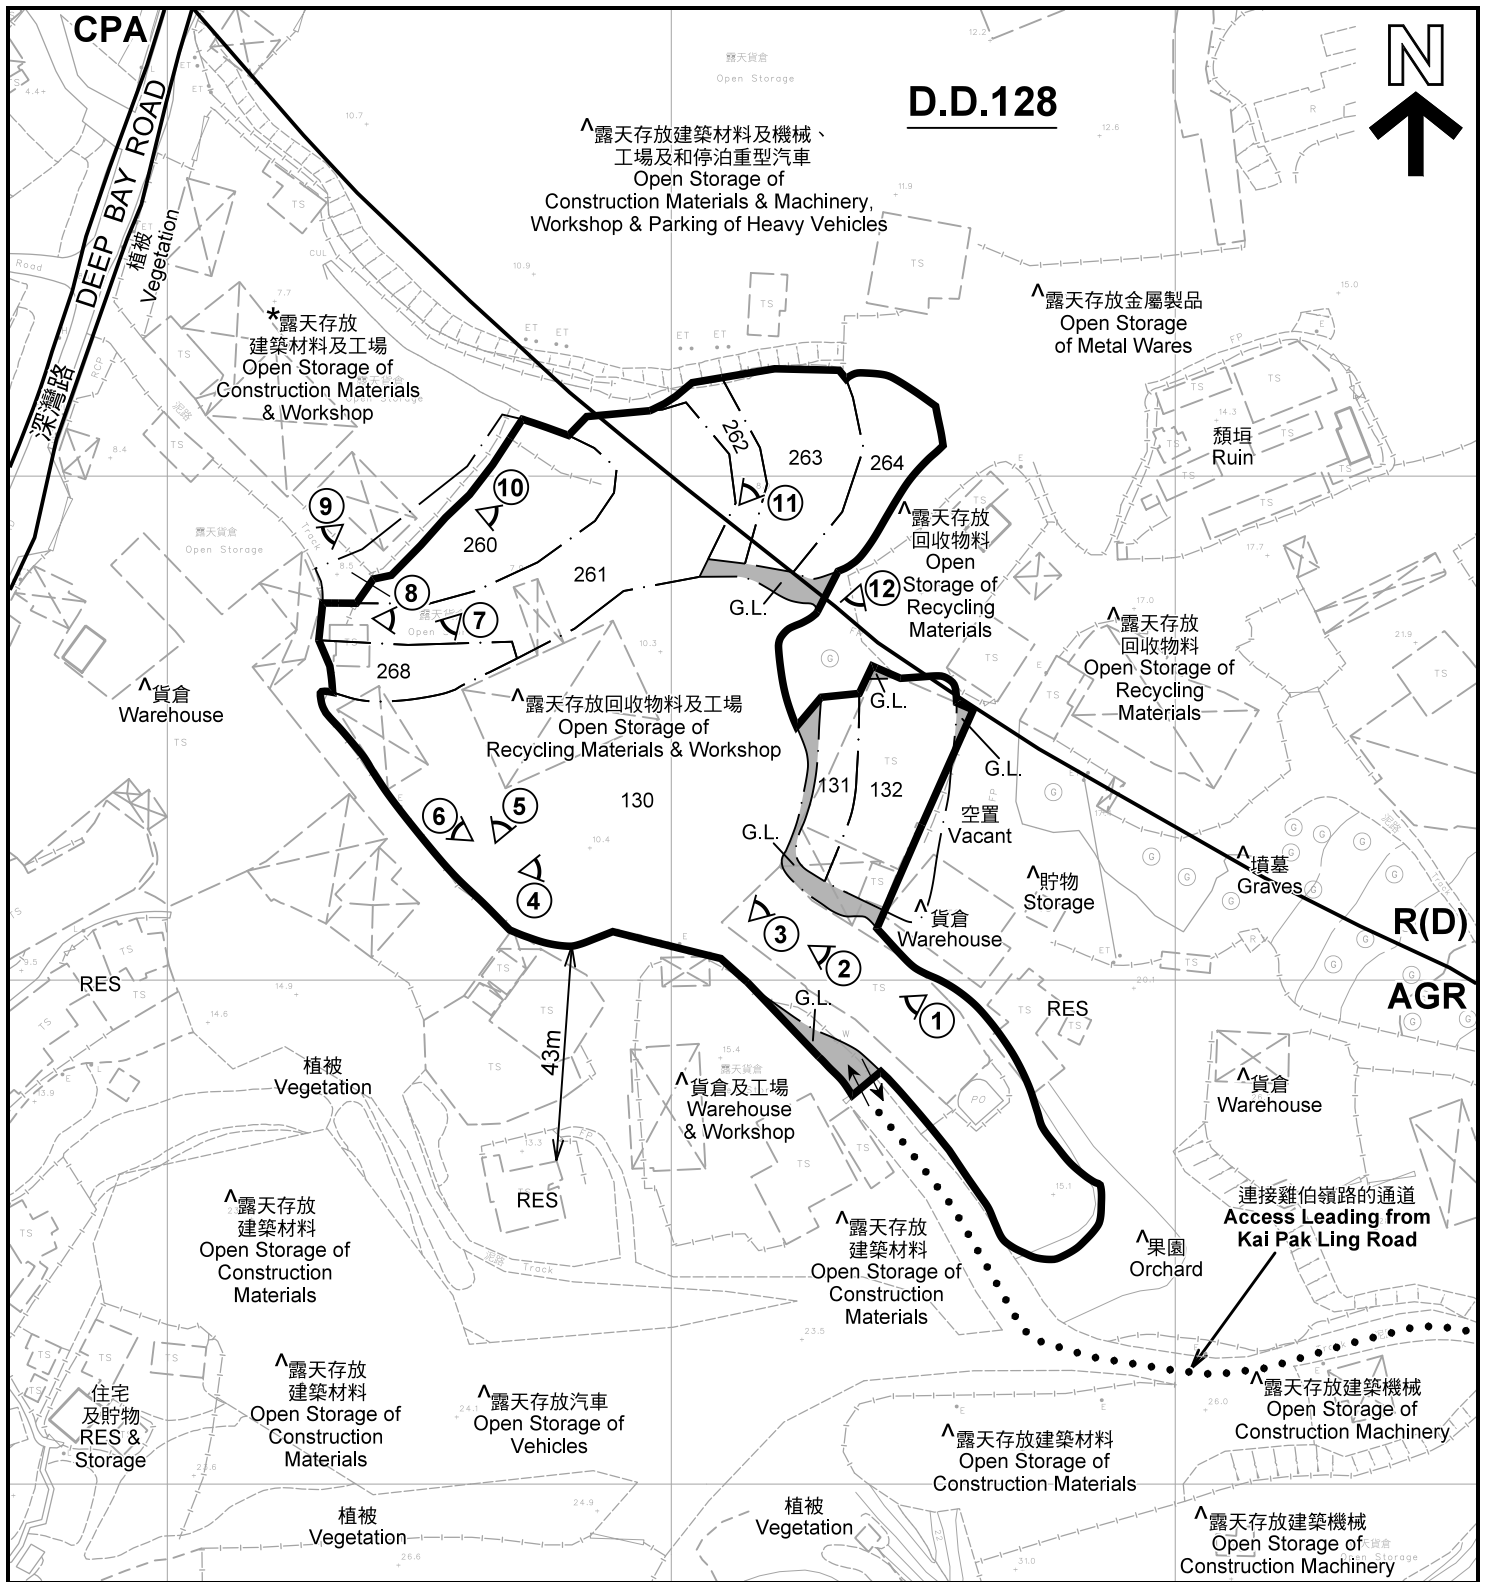 CPA
DEEP BAY ROAD
深灣路
植被
Vegetation
D.D.128
N
露天貨倉
Open Storage
^露天存放建築材料及機械、
工場及和停泊重型汽車
Open Storage of
Construction Materials & Machinery,
Workshop & Parking of Heavy Vehicles
*露天存放
建築材料及工場
Open Storage of
Construction Materials
& Workshop
^露天存放金屬製品
Open Storage
of Metal Wares
頹垣
Ruin
262
263
264
260
261
268
130
131
132
9
10
11
12
8
7
6
5
4
3
2
1
G.L.
G.L.
G.L.
G.L.
G.L.
^露天存放
回收物料
Open
Storage of
Recycling
Materials
^露天存放
回收物料
Open Storage of
Recycling
Materials
露天貨倉
Open Storage
^貨倉
Warehouse
^露天存放回收物料及工場
Open Storage of
Recycling Materials & Workshop
空置
Vacant
^貯物
Storage
^墳墓
Graves
^貨倉
Warehouse
R(D)
AGR
RES
RES
43m
植被
Vegetation
^貨倉及工場
Warehouse
& Workshop
^貨倉
Warehouse
RES
連接雞伯嶺路的通道
Access Leading from
Kai Pak Ling Road
^果園
Orchard
^露天存放
建築材料
Open Storage of
Construction
Materials
^露天存放
建築材料
Open Storage of
Construction
Materials
^露天存放
建築材料
Open Storage of
Construction
Materials
住宅
及貯物
RES &
Storage
^露天存放汽車
Open Storage of
Vehicles
^露天存放建築機械
Open Storage of
Construction Machinery
^露天存放建築材料
Open Storage of
Construction Materials
植被
Vegetation
植被
Vegetation
^露天存放建築機械
Open Storage of
Construction Machinery